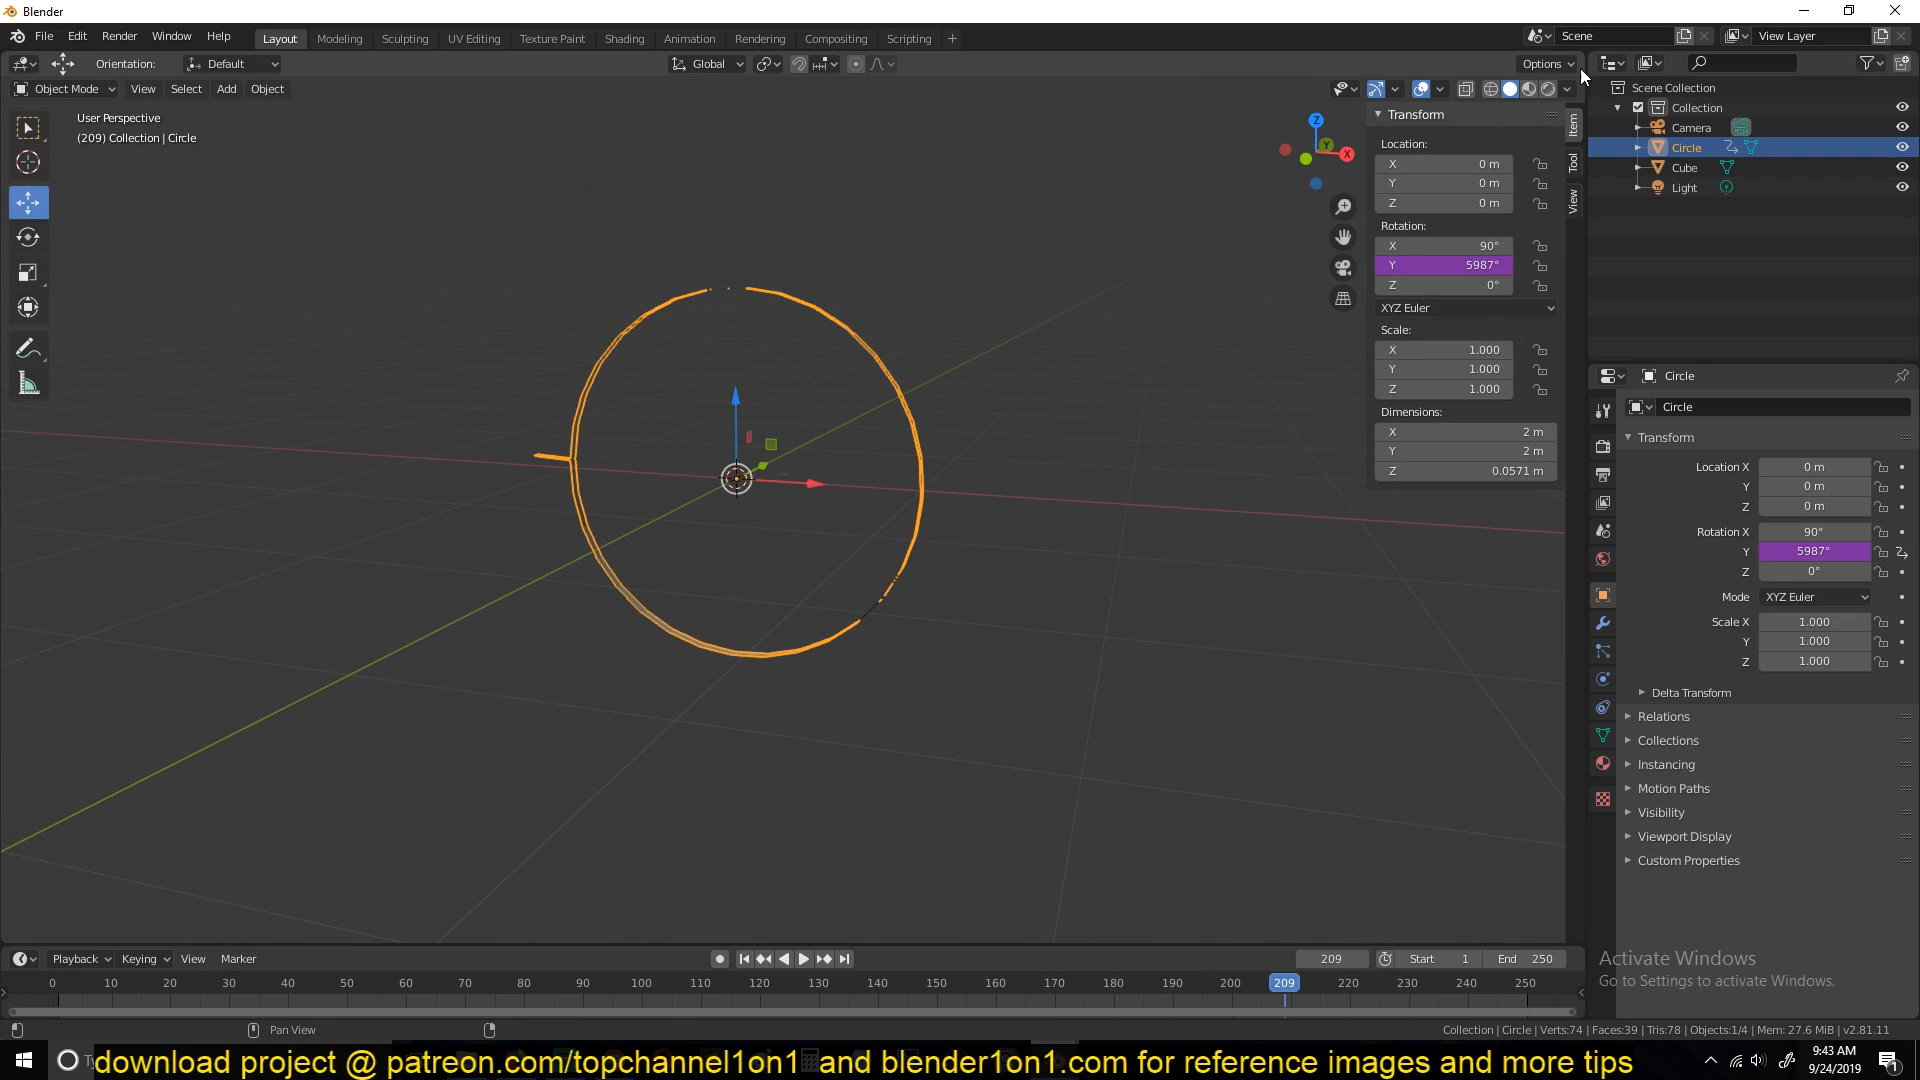 Blender
File Edit Render Window Help
Layout Modeling Sculpting UV Editing Texture Paint Shading Animation Rendering Compositing Scripting +
Scene
View Layer
Orientation: Default
Global
Options
Object Mode View Select Add Object
User Perspective
(209) Collection | Circle
Z
Y
X
Transform
Location:
X 0 m
Y 0 m
Z 0 m
Rotation:
X 90°
Y 5987°
Z 0°
XYZ Euler
Scale:
X 1.000
Y 1.000
Z 1.000
Dimensions:
X 2 m
Y 2 m
Z 0.0571 m
Item
Tool
View
Scene Collection
Collection
Camera
Circle
Cube
Light
Circle
Circle
Transform
Location X 0 m
Y 0 m
Z 0 m
Rotation X 90°
Y 5987°
Z 0°
Mode XYZ Euler
Scale X 1.000
Y 1.000
Z 1.000
Delta Transform
Relations
Collections
Instancing
Motion Paths
Visibility
Viewport Display
Custom Properties
Activate Windows
Go to Settings to activate Windows.
Playback Keying View Marker
209 Start 1 End 250
0 10 20 30 40 50 60 70 80 90 100 110 120 130 140 150 160 170 180 190 200 209 220 230 240 250
Pan View
Collection | Circle | Verts:74 | Faces:39 | Tris:78 | Objects:1/4 | Mem: 27.6 MiB | v2.81.11
download project @ patreon.com/topchannel1on1 and blender1on1.com for reference images and more tips
9:43 AM
9/24/2019
1